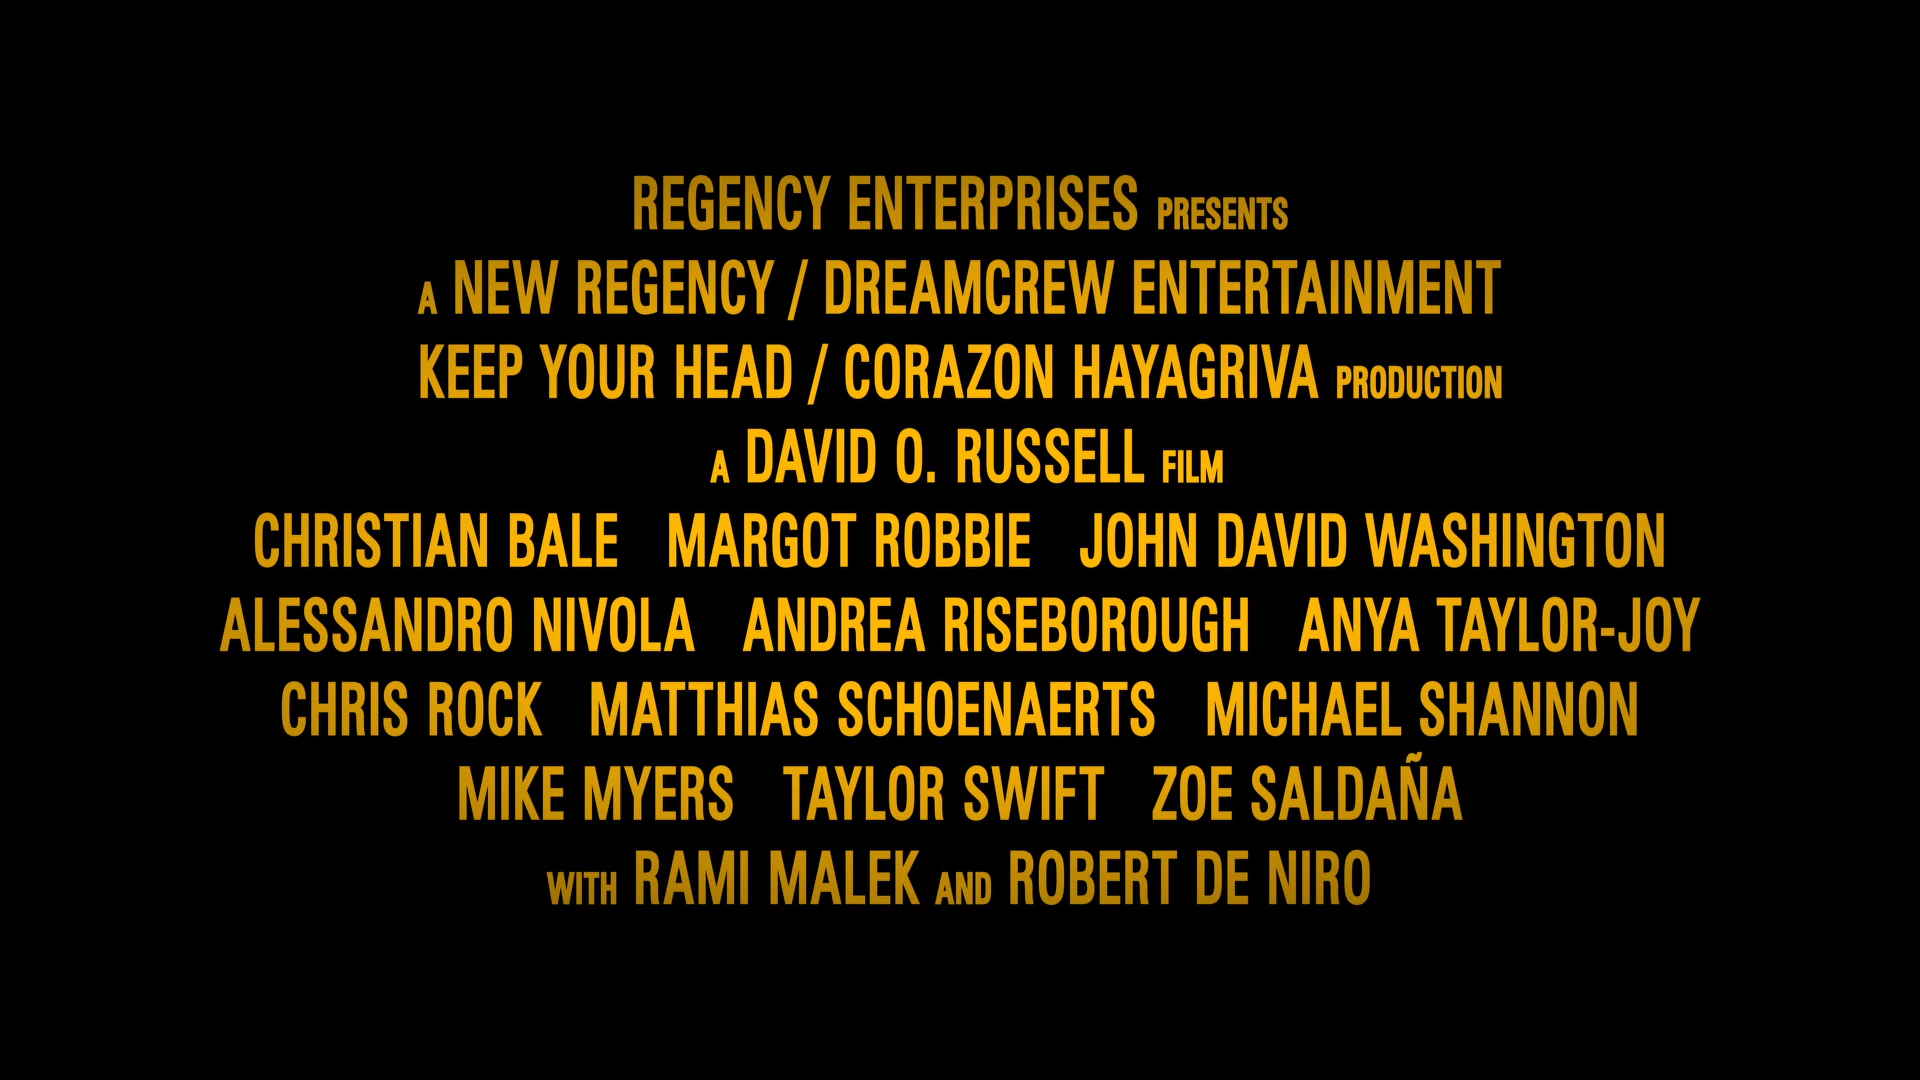 REGENCY ENTERPRISES PRESENTS
A NEW REGENCY / DREAMCREW ENTERTAINMENT
KEEP YOUR HEAD / CORAZON HAYAGRIVA PRODUCTION
A DAVID O. RUSSELL FILM
CHRISTIAN BALE MARGOT ROBBIE JOHN DAVID WASHINGTON
ALESSANDRO NIVOLA ANDREA RISEBOROUGH ANYA TAYLOR-JOY
CHRIS ROCK MATTHIAS SCHOENAERTS MICHAEL SHANNON
MIKE MYERS TAYLOR SWIFT ZOE SALDAÑA
WITH RAMI MALEK AND ROBERT DE NIRO